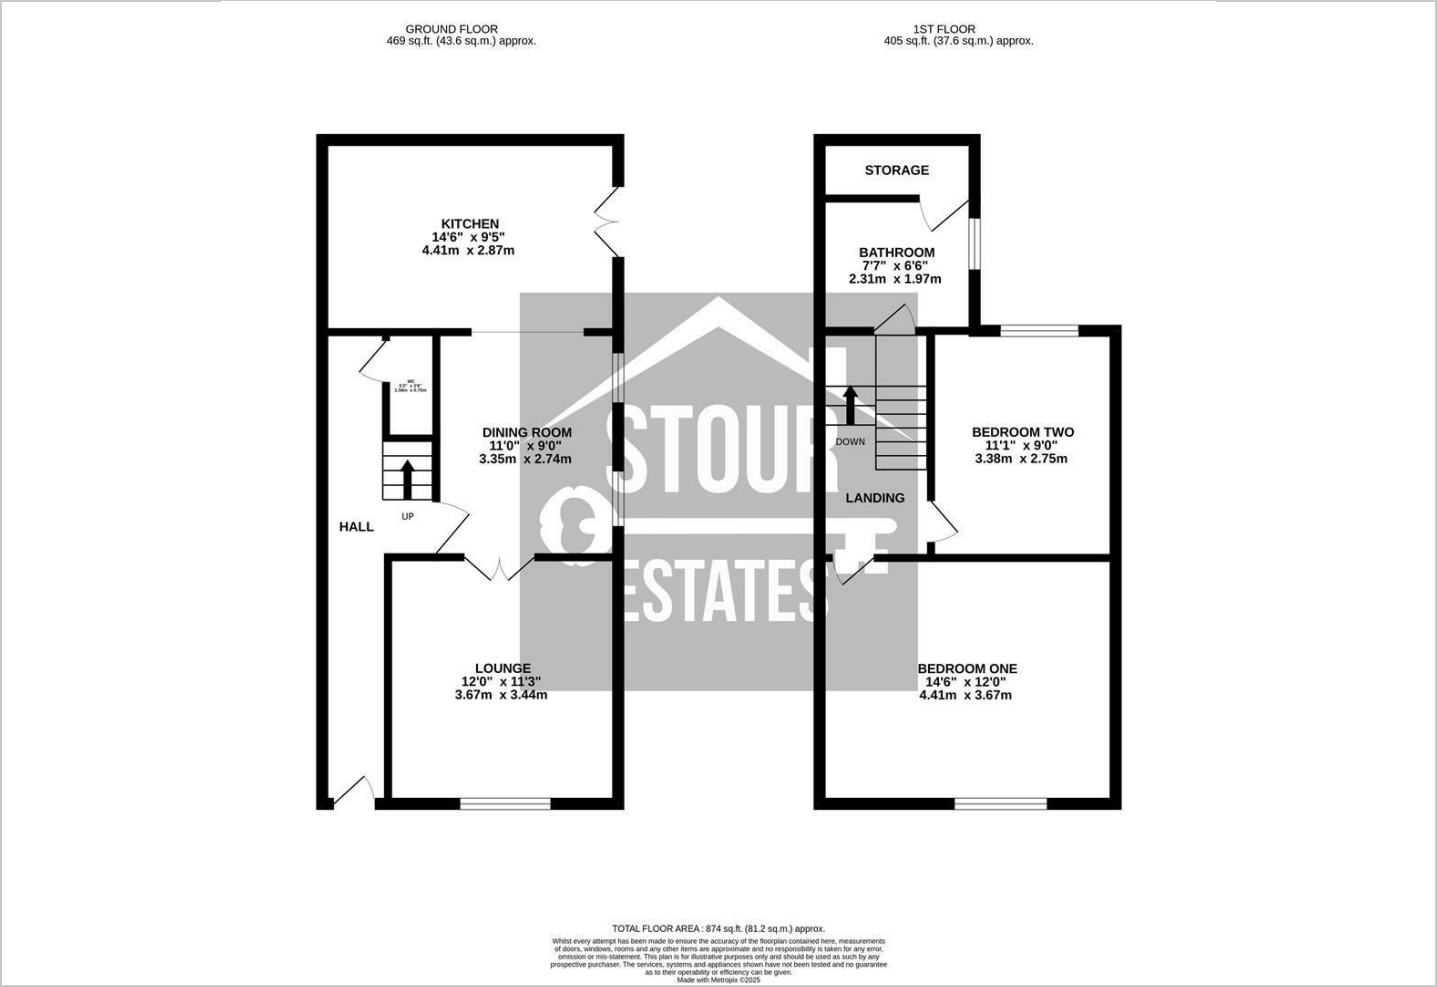 GROUND FLOOR
469 sq.ft. (43.6 sq.m.) approx.
1ST FLOOR
405 sq.ft. (37.6 sq.m.) approx.
KITCHEN
14'6" x 9'5"
4.41m x 2.87m
WC
DINING ROOM
11'0" x 9'0"
3.35m x 2.74m
UP
HALL
LOUNGE
12'0" x 11'3"
3.67m x 3.44m
STOUR
ESTATES
STORAGE
BATHROOM
7'7" x 6'6"
2.31m x 1.97m
DOWN
LANDING
BEDROOM TWO
11'1" x 9'0"
3.38m x 2.75m
BEDROOM ONE
14'6" x 12'0"
4.41m x 3.67m
TOTAL FLOOR AREA : 874 sq.ft. (81.2 sq.m.) approx.
Whilst every attempt has been made to ensure the accuracy of the floorplan contained here, measurements
of doors, windows, rooms and any other items are approximate and no responsibility is taken for any error,
omission or mis-statement. This plan is for illustrative purposes only and should be used as such by any
prospective purchaser. The services, systems and appliances shown have not been tested and no guarantee
as to their operability or efficiency can be given.
Made with Metropix ©2025